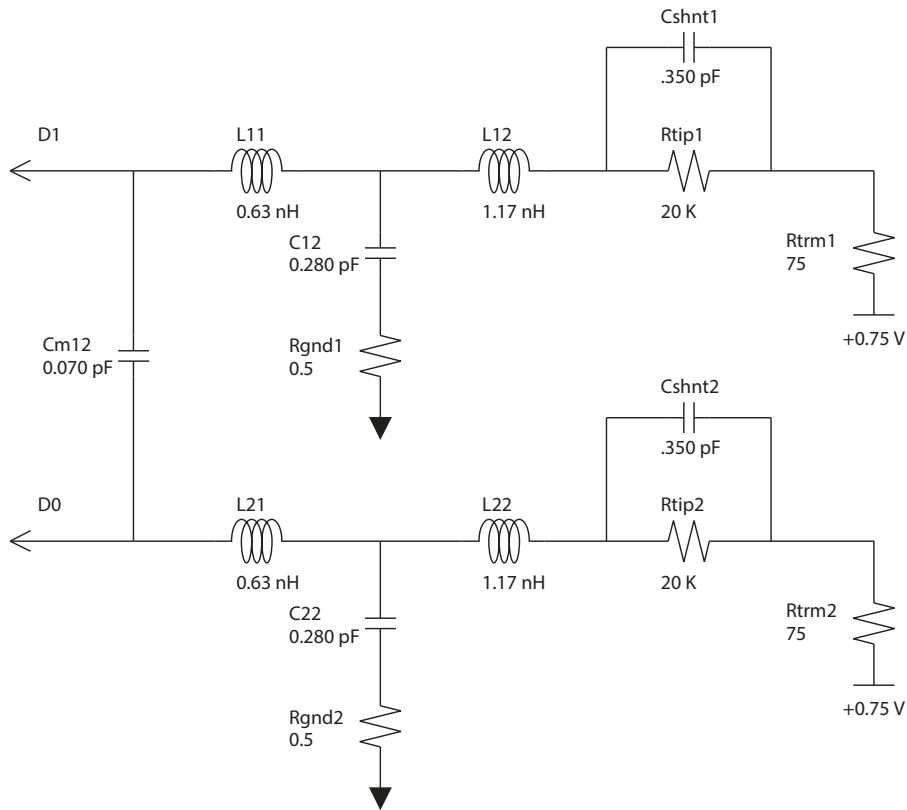 Cshnt1
.350 pF
D1
L11
L12
Rtip1
0.63 nH
1.17 nH
20 K
C12
0.280 pF
Rtrm1
75
Rgnd1
0.5
+0.75 V
Cm12
0.070 pF
Cshnt2
.350 pF
D0
L21
L22
Rtip2
0.63 nH
1.17 nH
20 K
C22
0.280 pF
Rtrm2
75
Rgnd2
0.5
+0.75 V